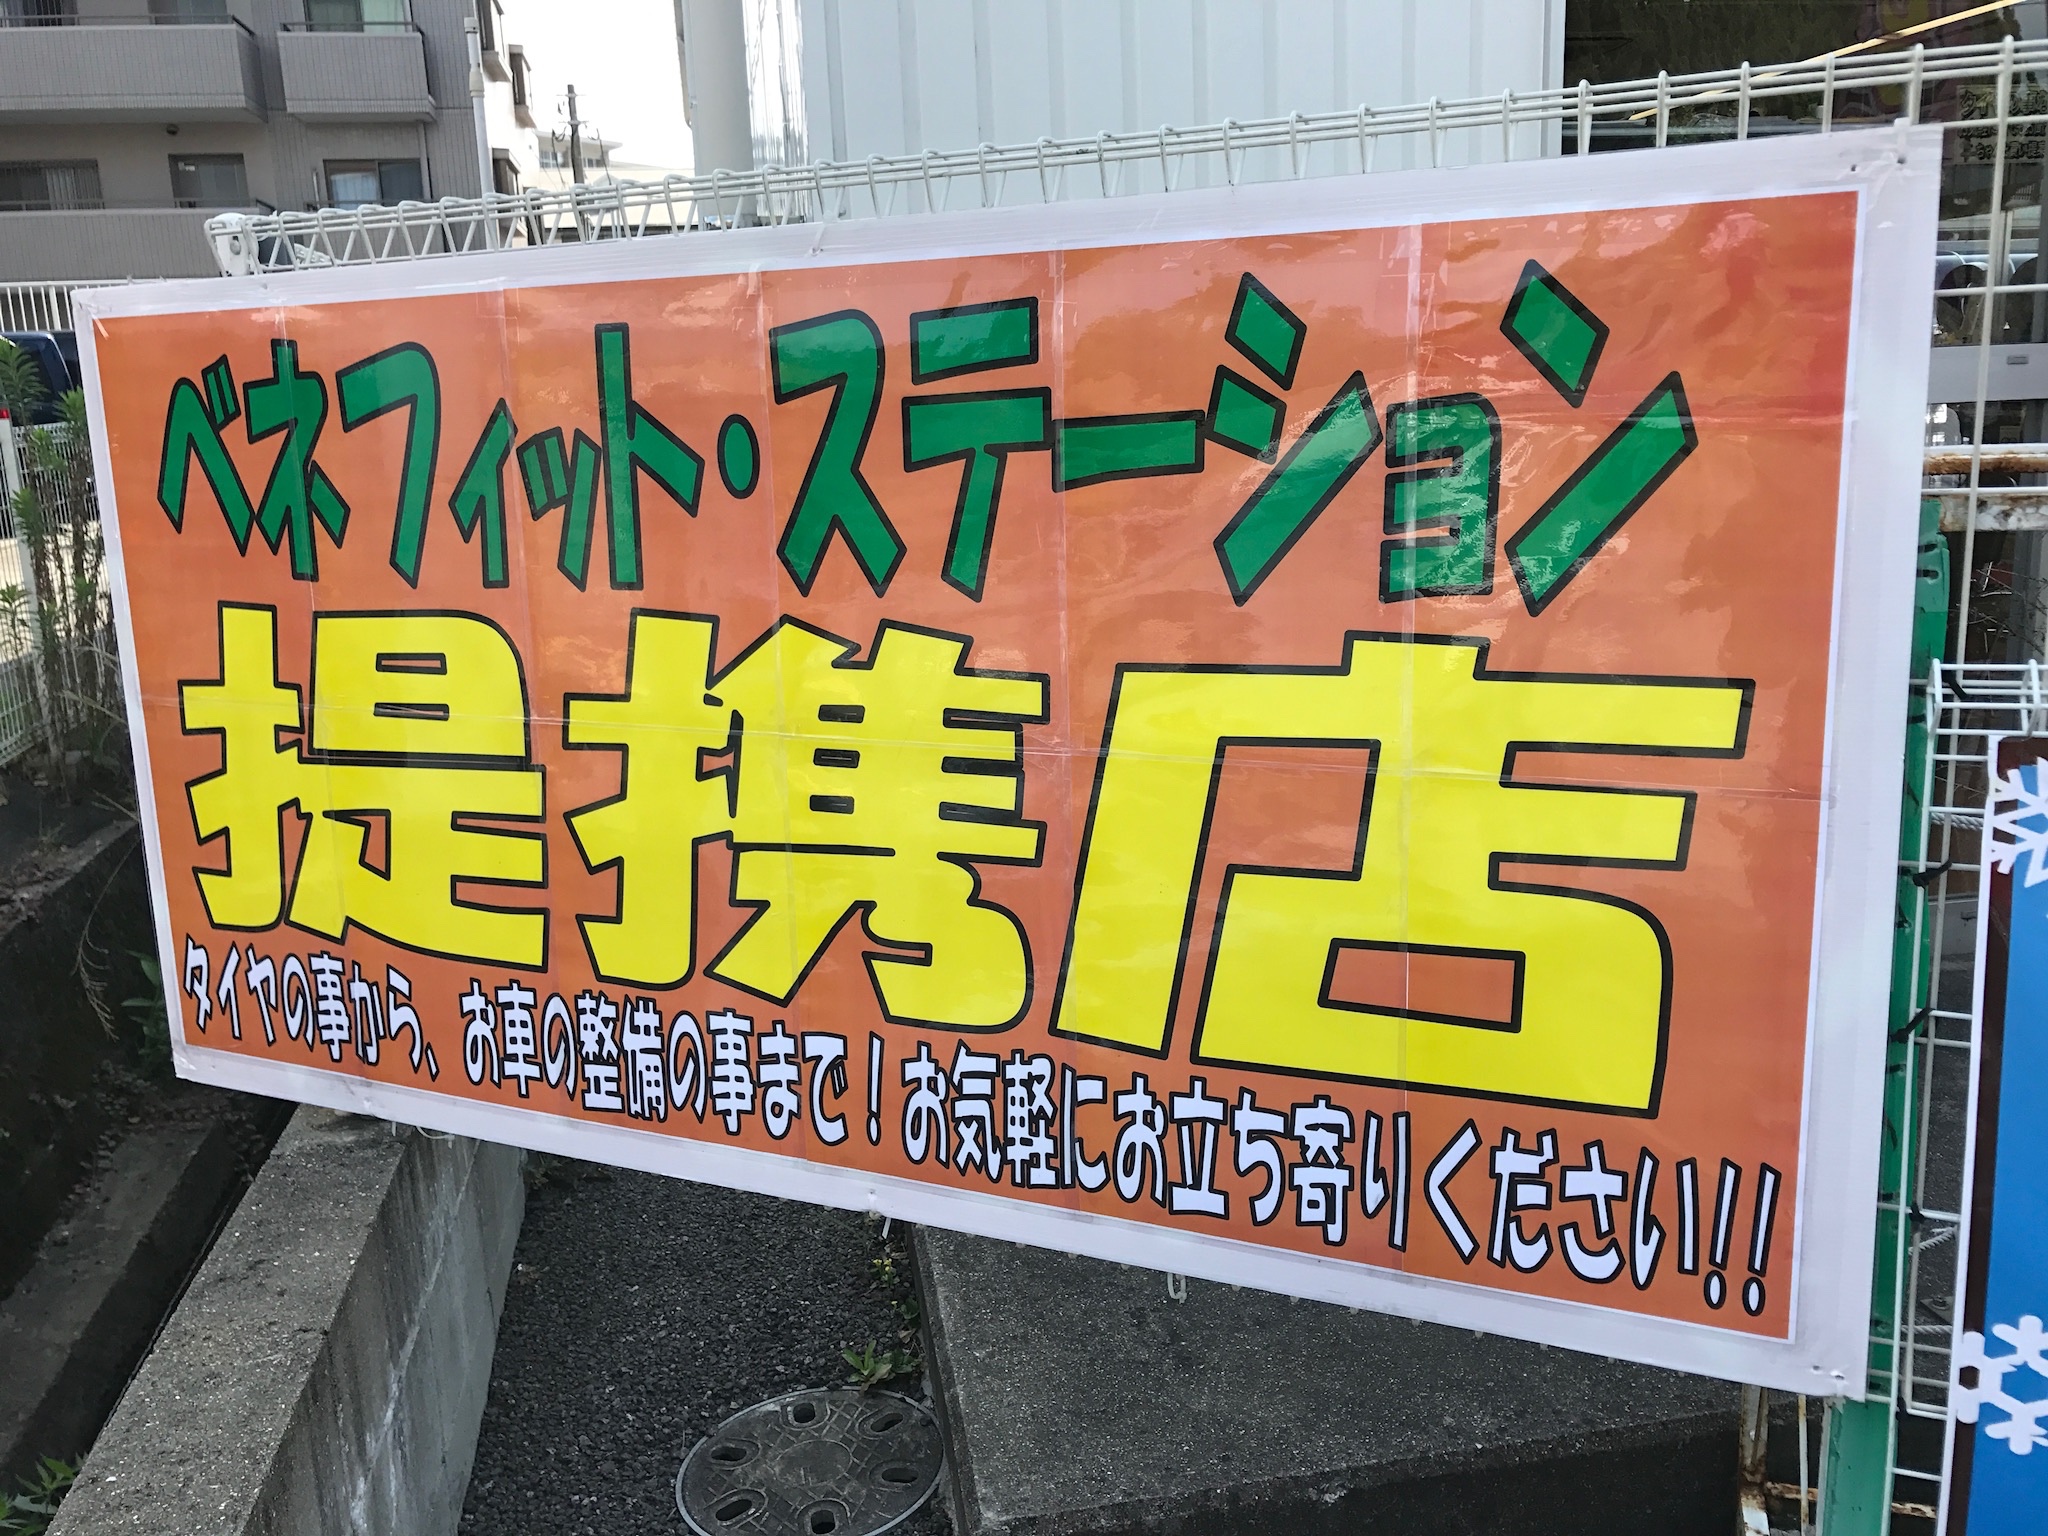 ベネフィット・ステーション
提携店
タイヤの事から、お車の整備の事まで！お気軽にお立ち寄りください!!